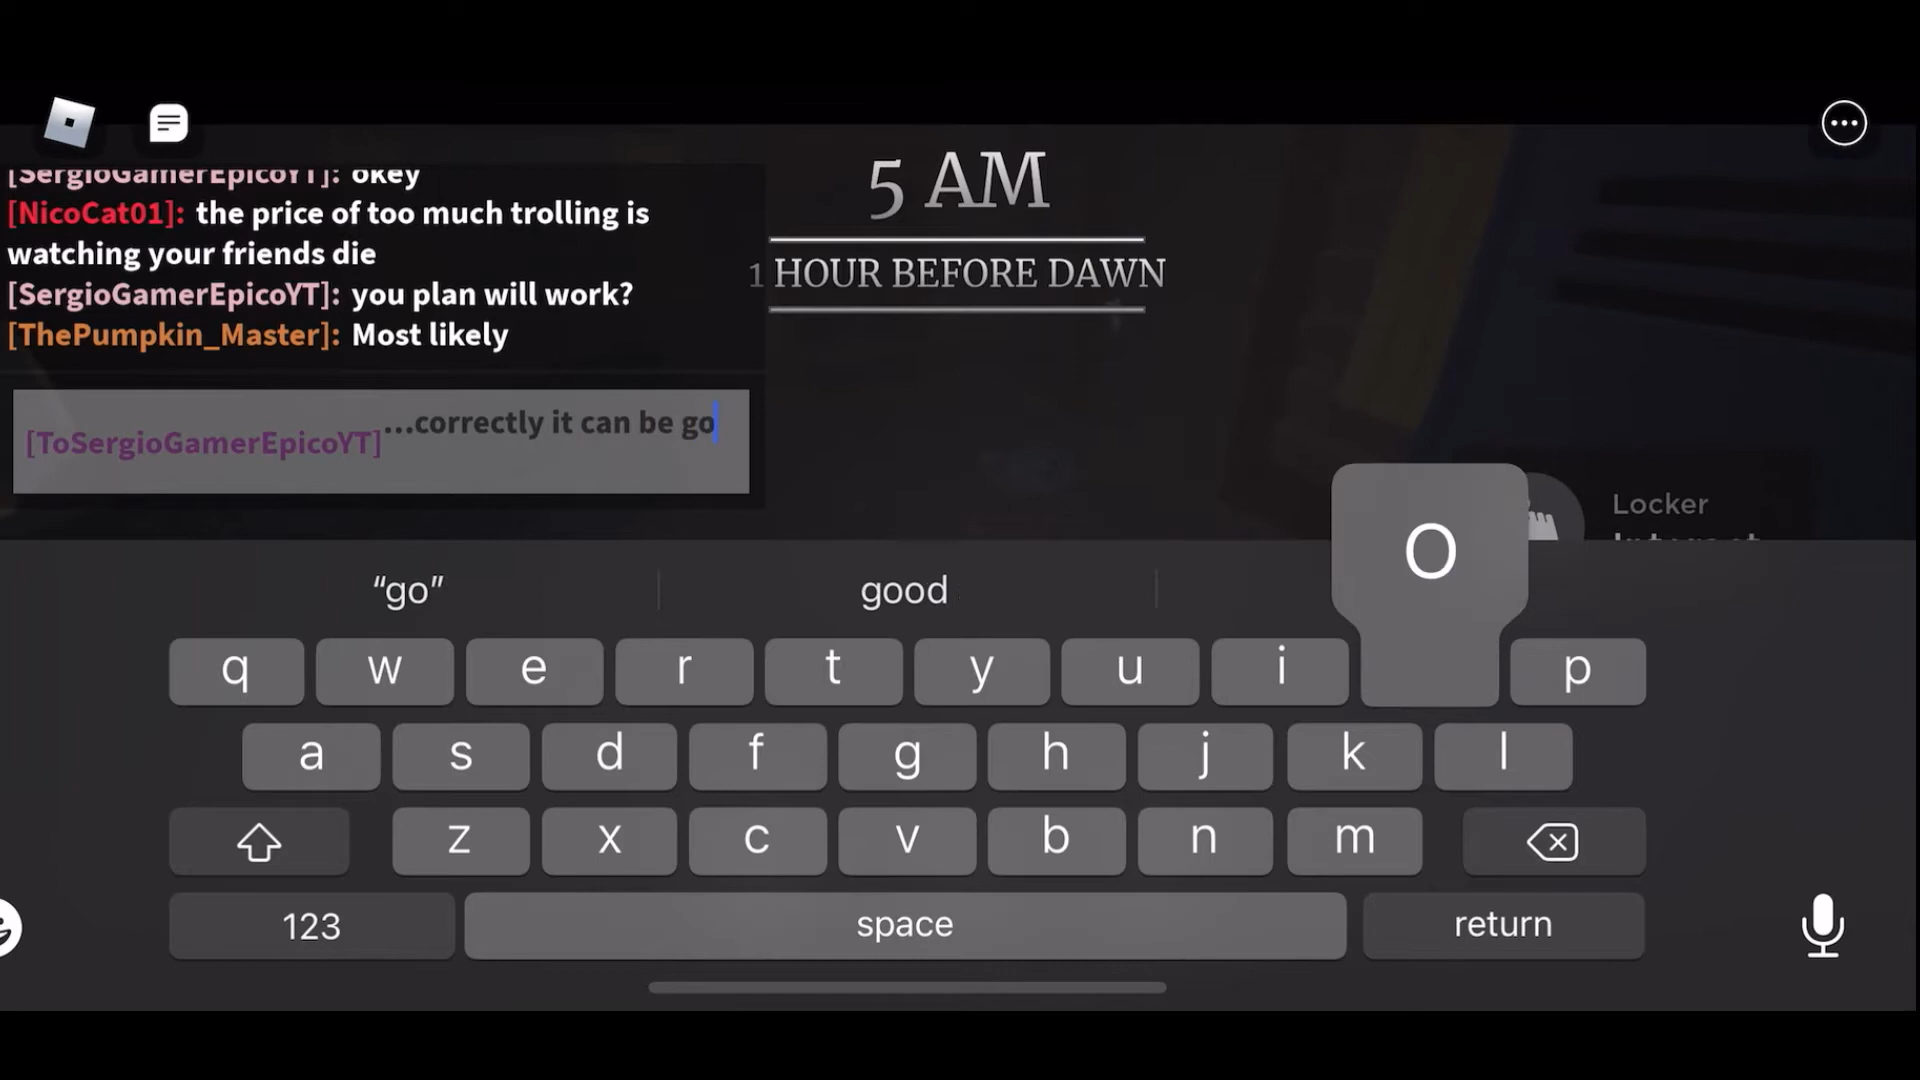 [SergioGamerEpicoYT]: okey
[NicoCat01]: the price of too much trolling is
watching your friends die
[SergioGamerEpicoYT]: you plan will work?
[ThePumpkin_Master]: Most likely
[ToSergioGamerEpicoYT] ...correctly it can be go
5 AM
1 HOUR BEFORE DAWN
Locker
Interact
“go” good
o
q w e r t y u i p
a s d f g h j k l
z x c v b n m
123 space return